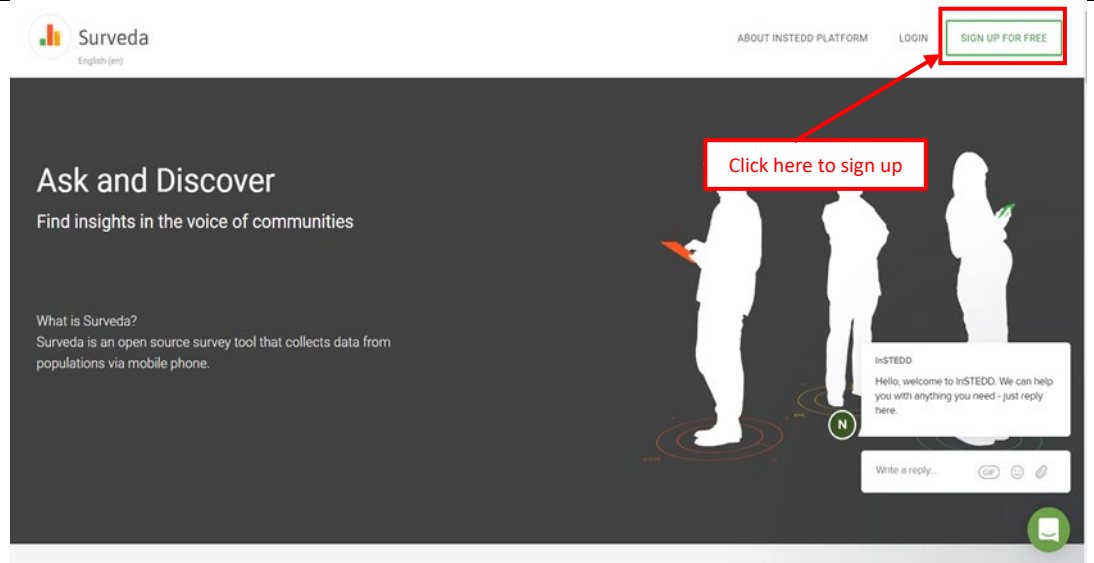 Surveda
English (en)
ABOUT INSTEDD PLATFORM
LOGIN
SIGN UP FOR FREE
Click here to sign up
Ask and Discover
Find insights in the voice of communities
What is Surveda?
Surveda is an open source survey tool that collects data from
populations via mobile phone.
InSTEDD
Hello, welcome to InSTEDD. We can help
you with anything you need - just reply
here.
N
Write a reply...
GIF